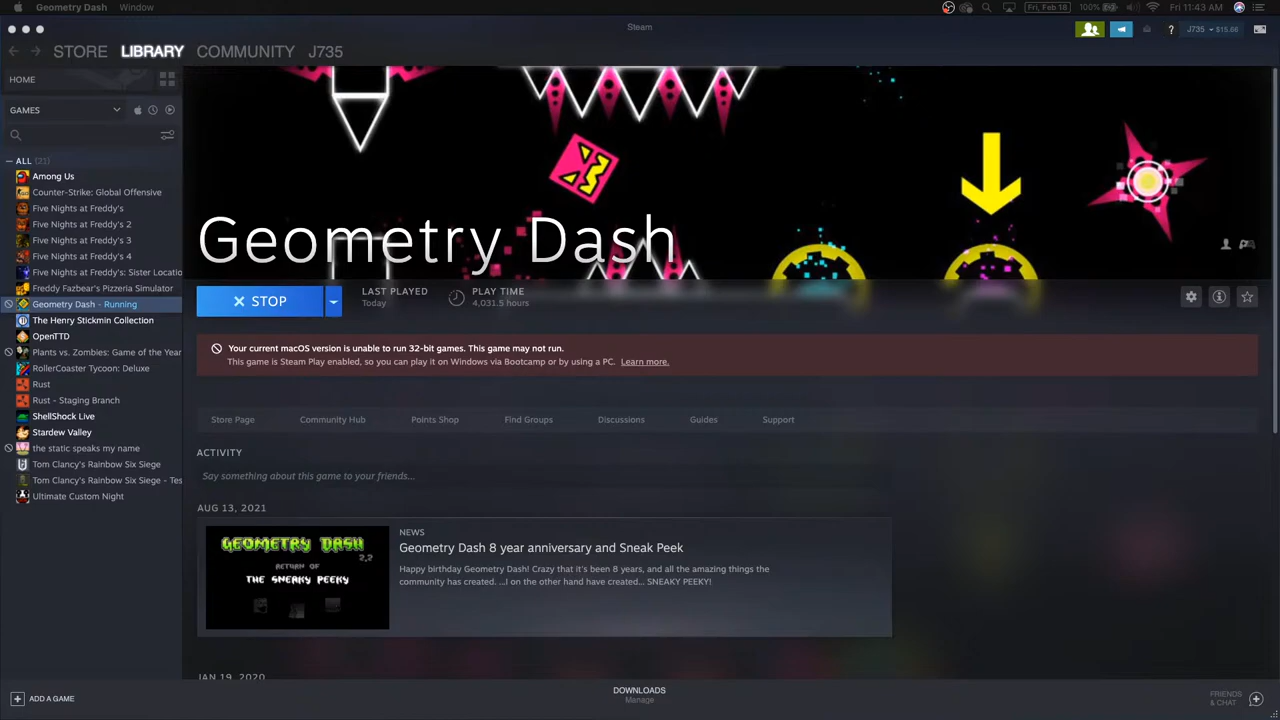 Geometry Dash Window
Fri, Feb 18 100% Fri 11:43 AM
Steam
? J735 $15.66
STORE LIBRARY COMMUNITY J735
HOME
GAMES
ALL (21)
Among Us
Counter-Strike: Global Offensive
Five Nights at Freddy's
Five Nights at Freddy's 2
Five Nights at Freddy's 3
Five Nights at Freddy's 4
Five Nights at Freddy's: Sister Locatio
Freddy Fazbear's Pizzeria Simulator
Geometry Dash - Running
The Henry Stickmin Collection
OpenTTD
Plants vs. Zombies: Game of the Year
RollerCoaster Tycoon: Deluxe
Rust
Rust - Staging Branch
ShellShock Live
Stardew Valley
the static speaks my name
Tom Clancy's Rainbow Six Siege
Tom Clancy's Rainbow Six Siege - Tes
Ultimate Custom Night
ADD A GAME
Geometry Dash
STOP
LAST PLAYED
Today
PLAY TIME
4,031.5 hours
Your current macOS version is unable to run 32-bit games. This game may not run.
This game is Steam Play enabled, so you can play it on Windows via Bootcamp or by using a PC. Learn more.
Store Page Community Hub Points Shop Find Groups Discussions Guides Support
ACTIVITY
Say something about this game to your friends...
AUG 13, 2021
GEOMETRY DASH
2.2
RETURN OF
THE SNEAKY PEEKY
NEWS
Geometry Dash 8 year anniversary and Sneak Peek
Happy birthday Geometry Dash! Crazy that it's been 8 years, and all the amazing things the
community has created. ...I on the other hand have created... SNEAKY PEEKY!
JAN 19, 2020
DOWNLOADS
Manage
FRIENDS
& CHAT